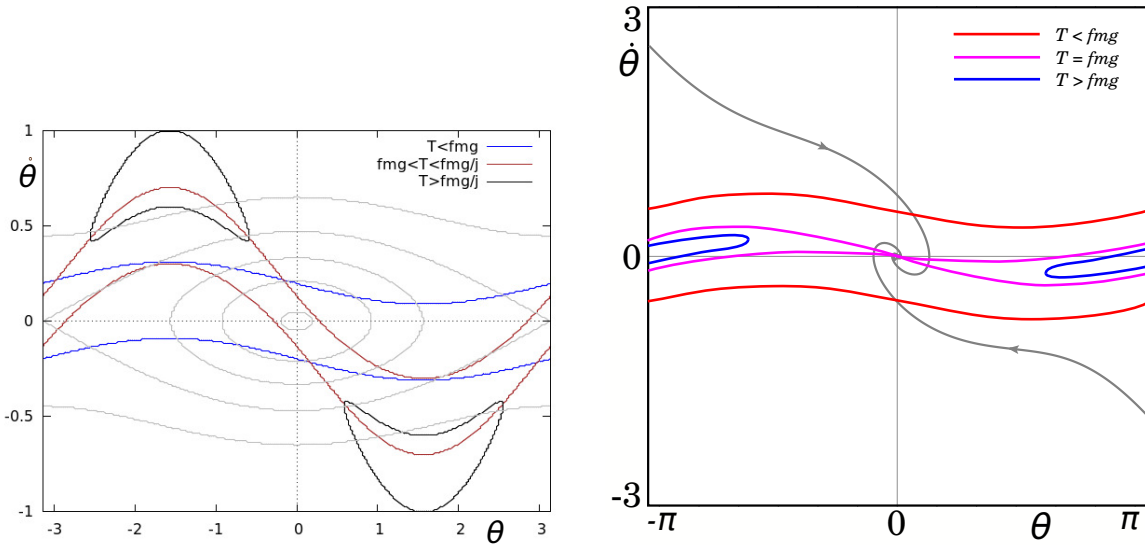 1
0.5
0
-0.5
-1
θ̇
T<fmg
fmg<T<fmg/j
T>fmg/j
-3
-2
-1
0
1
2
3
θ
3
θ̇
0
-3
T < fmg
T = fmg
T > fmg
-π
0
θ
π